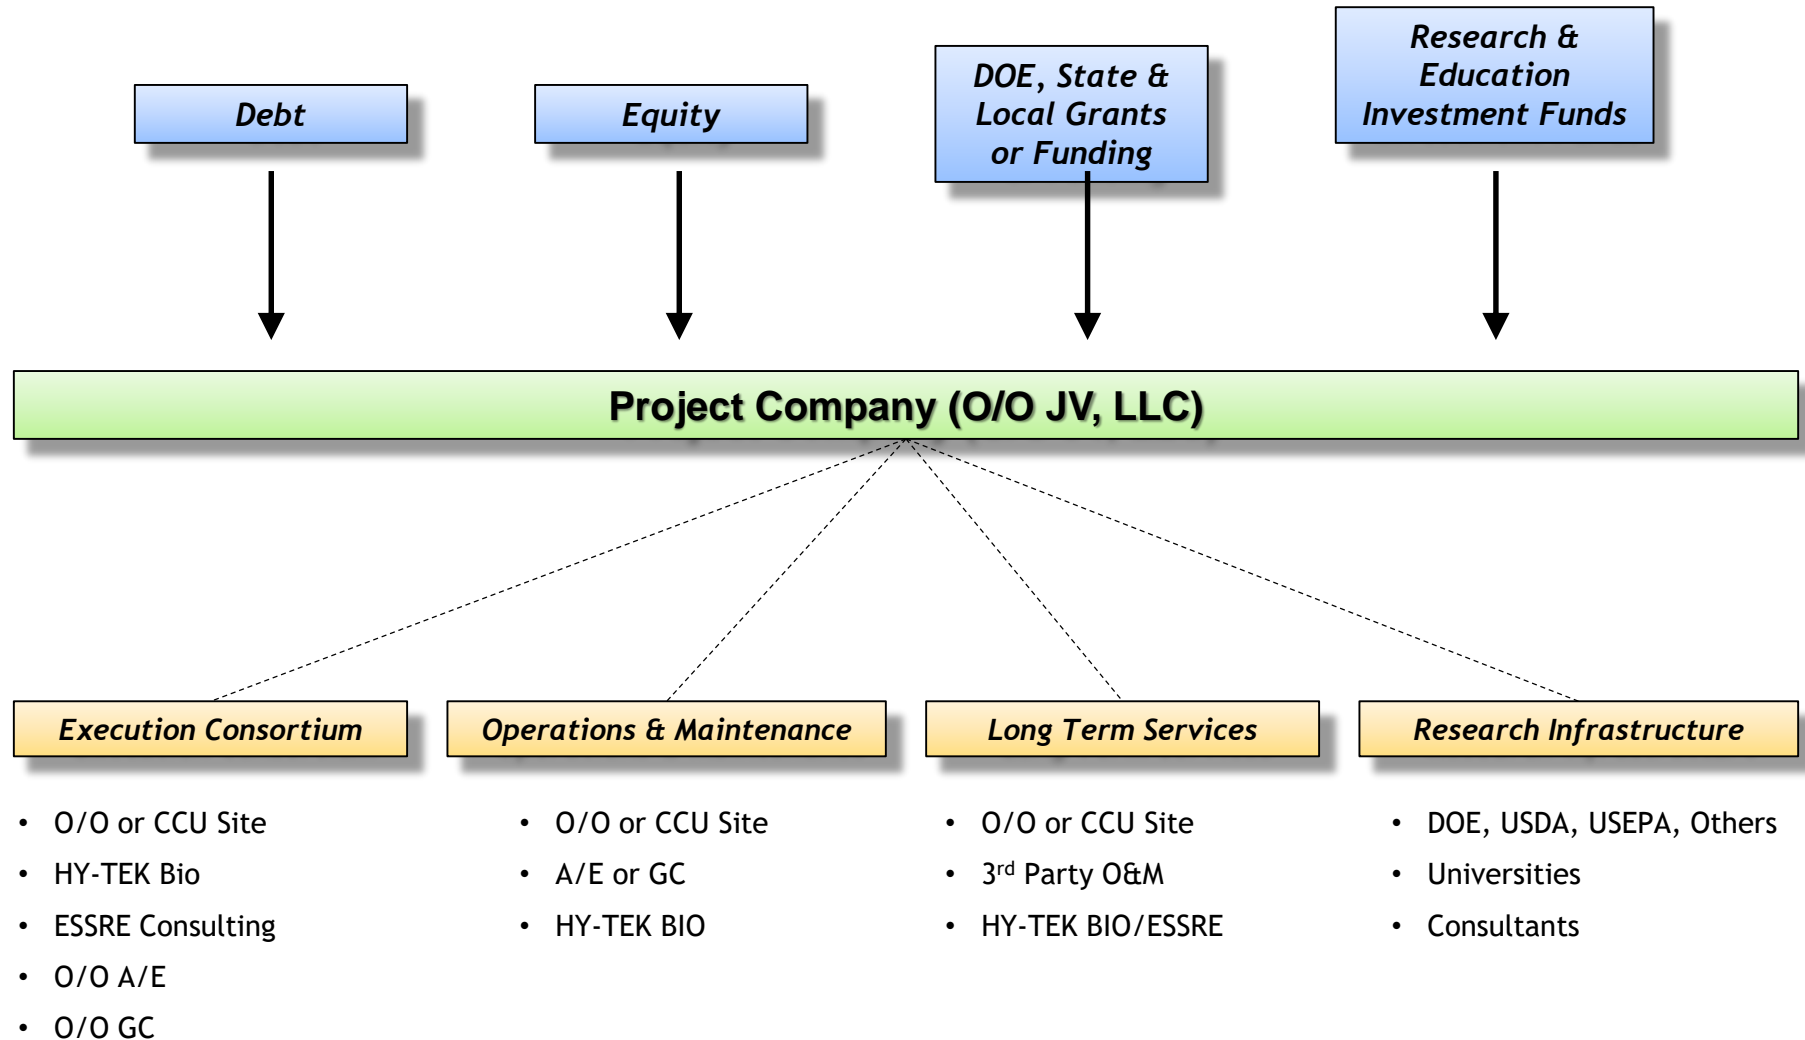 Debt
Equity
DOE, State &
Local Grants
or Funding
Research &
Education
Investment Funds
Project Company (O/O JV, LLC)
Execution Consortium
• O/O or CCU Site
• HY-TEK Bio
• ESSRE Consulting
• O/O A/E
• O/O GC
Operations & Maintenance
• O/O or CCU Site
• A/E or GC
• HY-TEK BIO
Long Term Services
• O/O or CCU Site
• 3rd Party O&M
• HY-TEK BIO/ESSRE
Research Infrastructure
• DOE, USDA, USEPA, Others
• Universities
• Consultants